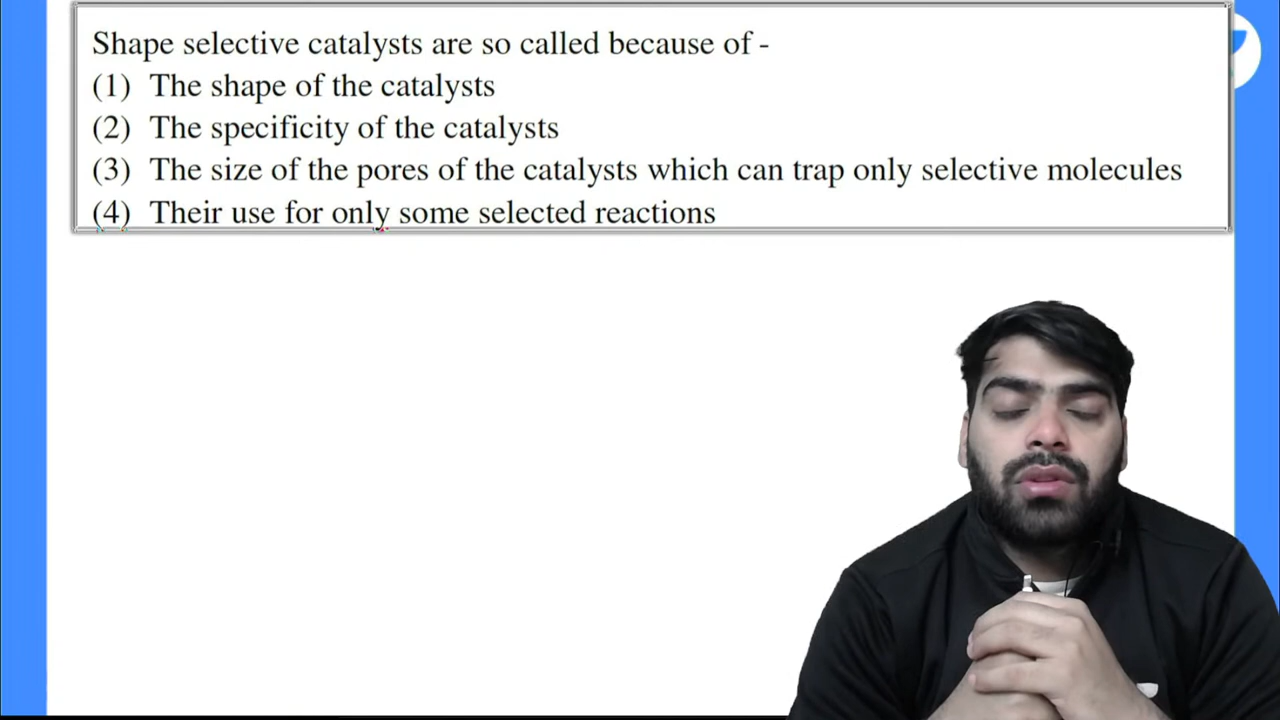 Shape selective catalysts are so called because of -
(1) The shape of the catalysts
(2) The specificity of the catalysts
(3) The size of the pores of the catalysts which can trap only selective molecules
(4) Their use for only some selected reactions